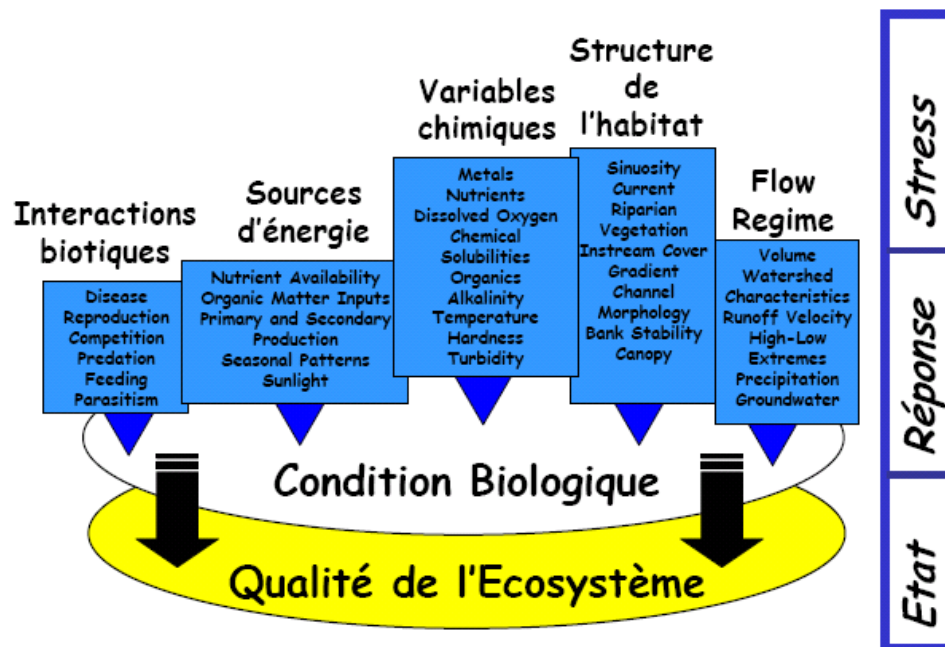 Interactions
biotiques
Disease
Reproduction
Competition
Predation
Feeding
Parasitism
Sources
d'énergie
Nutrient Availability
Organic Matter Inputs
Primary and Secondary
Production
Seasonal Patterns
Sunlight
Variables
chimiques
Metals
Nutrients
Dissolved Oxygen
Chemical
Solubilities
Organics
Alkalinity
Temperature
Hardness
Turbidity
Structure
de
l'habitat
Sinuosity
Current
Riparian
Vegetation
Instream Cover
Gradient
Channel
Morphology
Bank Stability
Canopy
Flow
Regime
Volume
Watershed
Characteristics
Runoff Velocity
High-Low
Extremes
Precipitation
Groundwater
Condition Biologique
Qualité de l'Ecosystème
Stress
Réponse
Etat